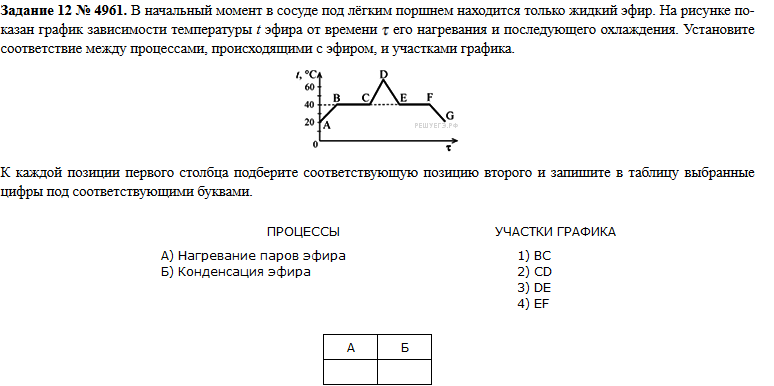 Задание 12 № 4961. В начальный момент в сосуде под лёгким поршнем находится только жидкий эфир. На рисунке по-
казан график зависимости температуры t эфира от времени τ его нагревания и последующего охлаждения. Установите
соответствие между процессами, происходящими с эфиром, и участками графика.
t, °C
60
40
20
0
A
B
C
D
E
F
G
τ
РЕШУЕГЭ.РФ
К каждой позиции первого столбца подберите соответствующую позицию второго и запишите в таблицу выбранные
цифры под соответствующими буквами.
ПРОЦЕССЫ
УЧАСТКИ ГРАФИКА
А) Нагревание паров эфира
Б) Конденсация эфира
1) BC
2) CD
3) DE
4) EF
А
Б